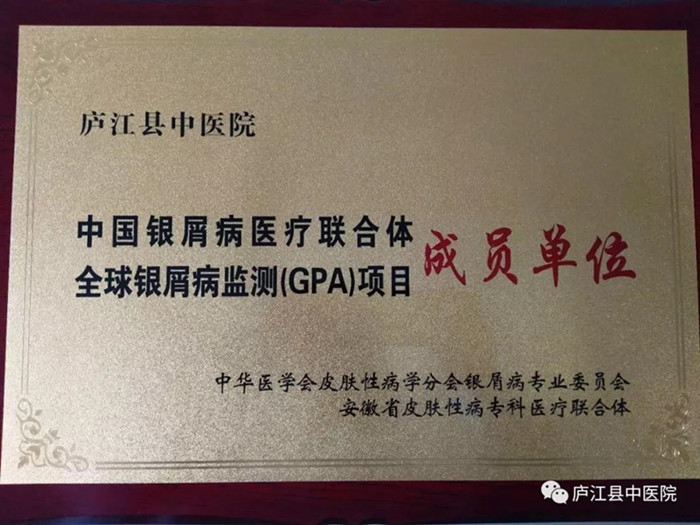 庐江县中医院
中国银屑病医疗联合体
全球银屑病监测(GPA)项目
成员单位
中华医学会皮肤性病学分会银屑病专业委员会
安徽省皮肤性病专科医疗联合体
庐江县中医院